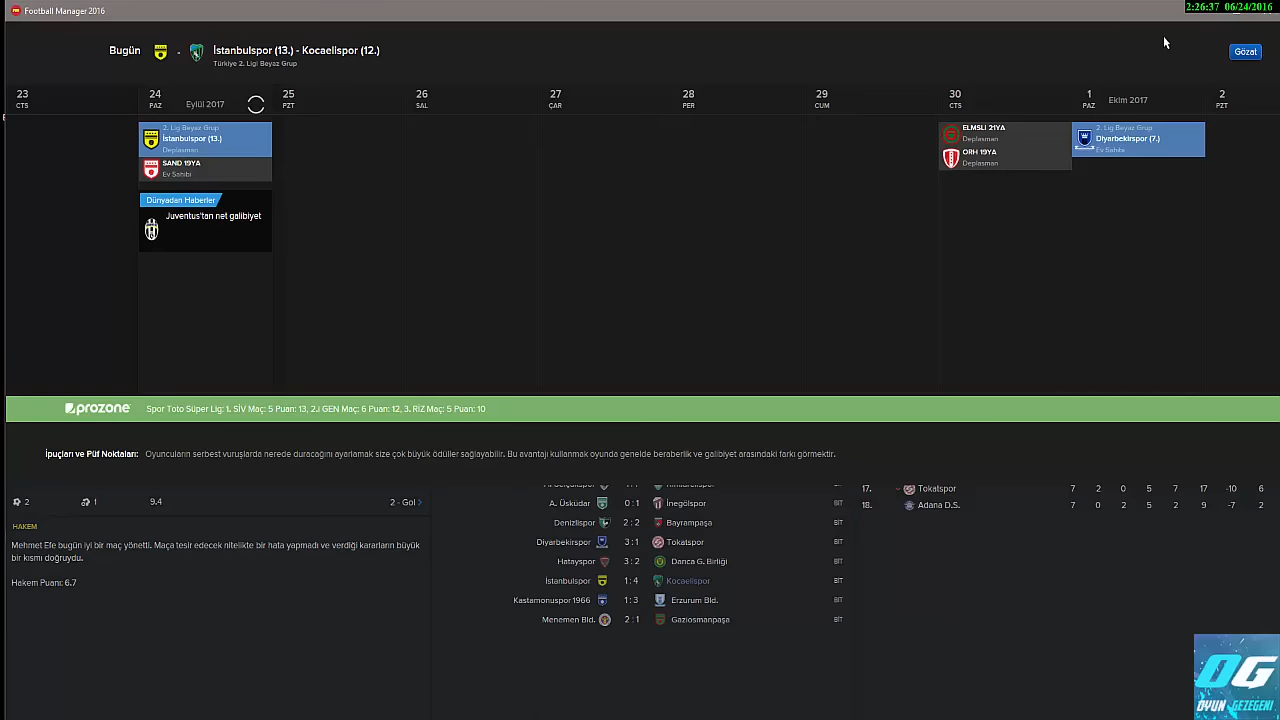 Football Manager 2016
2:26:37 06/24/2016
Bugün - İstanbulspor (13.) - Kocaelispor (12.)
Türkiye 2. Ligi Beyaz Grup
Gözat
23 24 25 26 27 28 29 30 1 2
CTS PAZ Eylül 2017 PZT SAL ÇAR PER CUM CTS PAZ Ekim 2017 PZT
2. Lig Beyaz Grup
İstanbulspor (13.)
Deplasman
SAND 19YA
Ev Sahibi
ELMSLI 21YA
Deplasman
ORH 19YA
Deplasman
2. Lig Beyaz Grup
Diyarbekirspor (7.)
Ev Sahibi
Dünyadan Haberler
Juventus'tan net galibiyet
prozone Spor Toto Süper Lig: 1. SİV Maç: 5 Puan: 13, 2.i GEN Maç: 6 Puan: 12, 3. RİZ Maç: 5 Puan: 10
İpuçları ve Püf Noktaları: Oyuncuların serbest vuruşlarda nerede duracağını ayarlamak size çok büyük ödüller sağlayabilir. Bu avantajı kullanmak oyunda genelde beraberlik ve galibiyet arasındaki farkı görmektir.
2 1 9.4 2 - Gol
HAKEM
Mehmet Efe bugün iyi bir maç yönetti. Maça tesir edecek nitelikte bir hata yapmadı ve verdiği kararların büyük
bir kısmı doğruydu.
Hakem Puanı: 6.7
A. Üsküdar 0 : 1 İnegölspor BİT
Denizlispor 2 : 2 Bayrampaşa BİT
Diyarbekirspor 3 : 1 Tokatspor BİT
Hatayspor 3 : 2 Darıca G. Birliği BİT
İstanbulspor 1 : 4 Kocaelispor BİT
Kastamonuspor 1966 1 : 3 Erzurum Bld. BİT
Menemen Bld. 2 : 1 Gaziosmanpaşa BİT
17. Tokatspor 7 2 0 5 7 17 -10 6
18. Adana D.S. 7 0 2 5 2 9 -7 2
OG
OYUN GEZEGENI